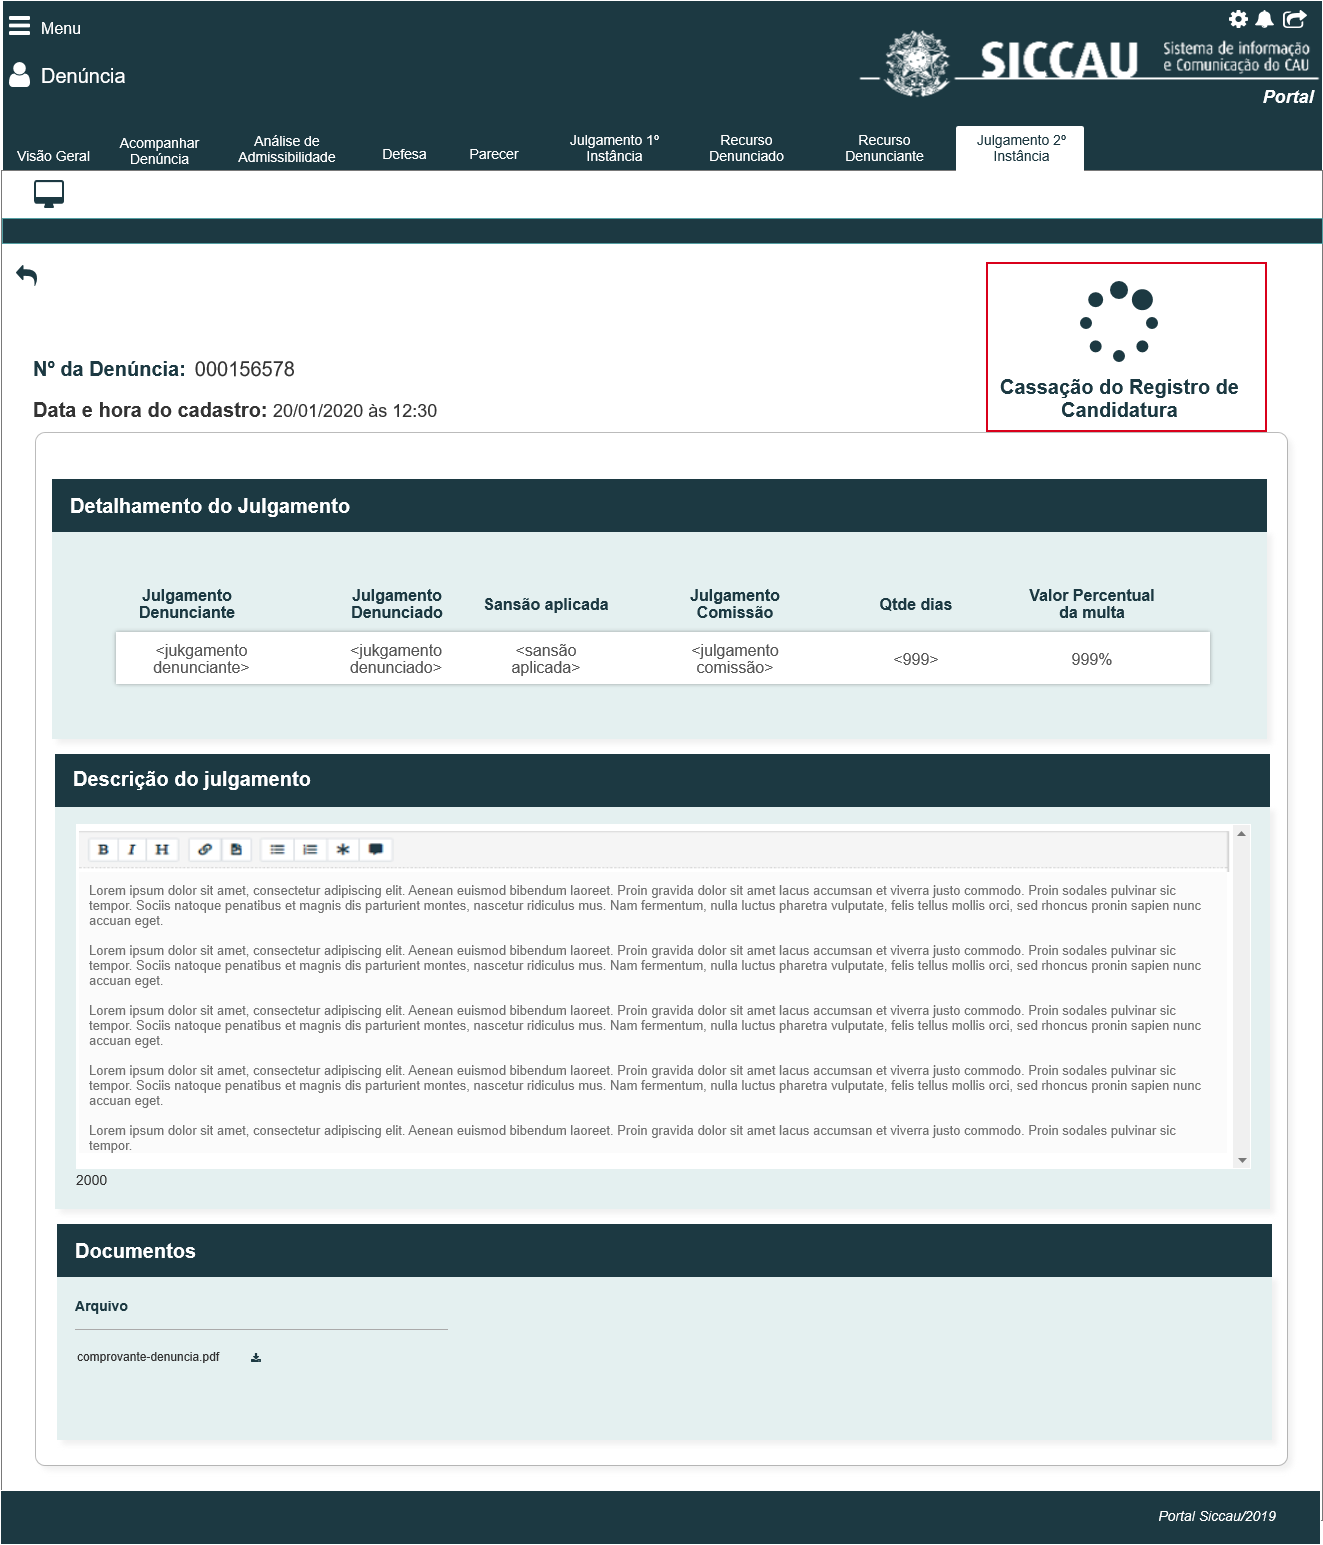 Menu
Denúncia
SICCAU
Sistema de informação
e Comunicação do CAU
Portal
Visão Geral
Acompanhar
Denúncia
Análise de
Admissibilidade
Defesa
Parecer
Julgamento 1º
Instância
Recurso
Denunciado
Recurso
Denunciante
Julgamento 2º
Instância
Cassação do Registro de
Candidatura
Nº da Denúncia: 000156578
Data e hora do cadastro: 20/01/2020 às 12:30
Detalhamento do Julgamento
Julgamento
Denunciante
Julgamento
Denunciado
Sansão aplicada
Julgamento
Comissão
Qtde dias
Valor Percentual
da multa
<jukgamento
denunciante>
<jukgamento
denunciado>
<sansão
aplicada>
<julgamento
comissão>
<999>
999%
Descrição do julgamento
B I H
Lorem ipsum dolor sit amet, consectetur adipiscing elit. Aenean euismod bibendum laoreet. Proin gravida dolor sit amet lacus accumsan et viverra justo commodo. Proin sodales pulvinar sic
tempor. Sociis natoque penatibus et magnis dis parturient montes, nascetur ridiculus mus. Nam fermentum, nulla luctus pharetra vulputate, felis tellus mollis orci, sed rhoncus pronin sapien nunc
accuan eget.
Lorem ipsum dolor sit amet, consectetur adipiscing elit. Aenean euismod bibendum laoreet. Proin gravida dolor sit amet lacus accumsan et viverra justo commodo. Proin sodales pulvinar sic
tempor. Sociis natoque penatibus et magnis dis parturient montes, nascetur ridiculus mus. Nam fermentum, nulla luctus pharetra vulputate, felis tellus mollis orci, sed rhoncus pronin sapien nunc
accuan eget.
Lorem ipsum dolor sit amet, consectetur adipiscing elit. Aenean euismod bibendum laoreet. Proin gravida dolor sit amet lacus accumsan et viverra justo commodo. Proin sodales pulvinar sic
tempor. Sociis natoque penatibus et magnis dis parturient montes, nascetur ridiculus mus. Nam fermentum, nulla luctus pharetra vulputate, felis tellus mollis orci, sed rhoncus pronin sapien nunc
accuan eget.
Lorem ipsum dolor sit amet, consectetur adipiscing elit. Aenean euismod bibendum laoreet. Proin gravida dolor sit amet lacus accumsan et viverra justo commodo. Proin sodales pulvinar sic
tempor. Sociis natoque penatibus et magnis dis parturient montes, nascetur ridiculus mus. Nam fermentum, nulla luctus pharetra vulputate, felis tellus mollis orci, sed rhoncus pronin sapien nunc
accuan eget.
Lorem ipsum dolor sit amet, consectetur adipiscing elit. Aenean euismod bibendum laoreet. Proin gravida dolor sit amet lacus accumsan et viverra justo commodo. Proin sodales pulvinar sic
tempor.
2000
Documentos
Arquivo
comprovante-denuncia.pdf
Portal Siccau/2019